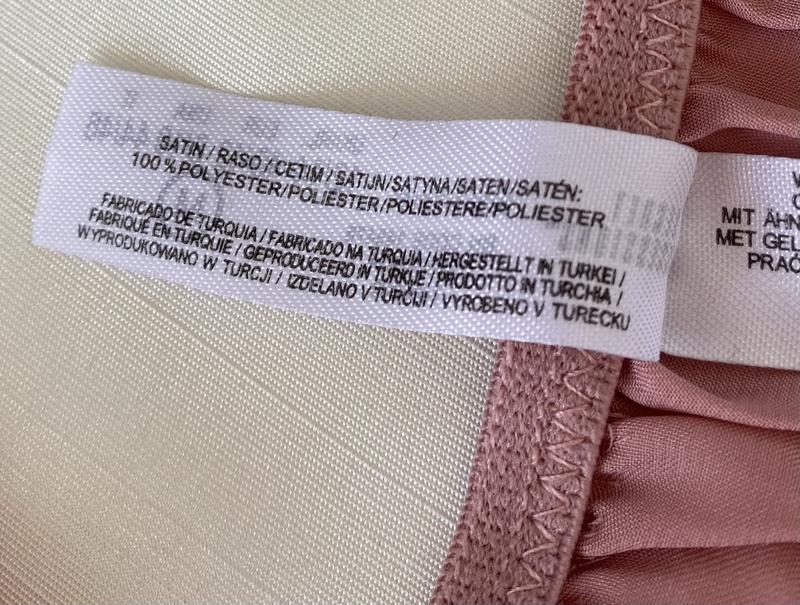 SATIN / RASO / CETIM / SATIJN/SATYNA/SATEN/SATÉN:
100 % POLYESTER/POLIÉSTER/POLIESTERE/POLIESTER
FABRICADO DE TURQUIA / FABRICADO NA TURQUIA / HERGESTELLT IN TURKEI /
FABRIQUÉ EN TURQUIE / GEPRODUCEERD IN TURKIJE / PRODOTTO IN TURCHIA /
WYPRODUKOWANO W TURCJI / IZDELANO V TURČIJI / VYROBENO V TURECKU
MIT ÄHN
MET GEL
PRAĆ